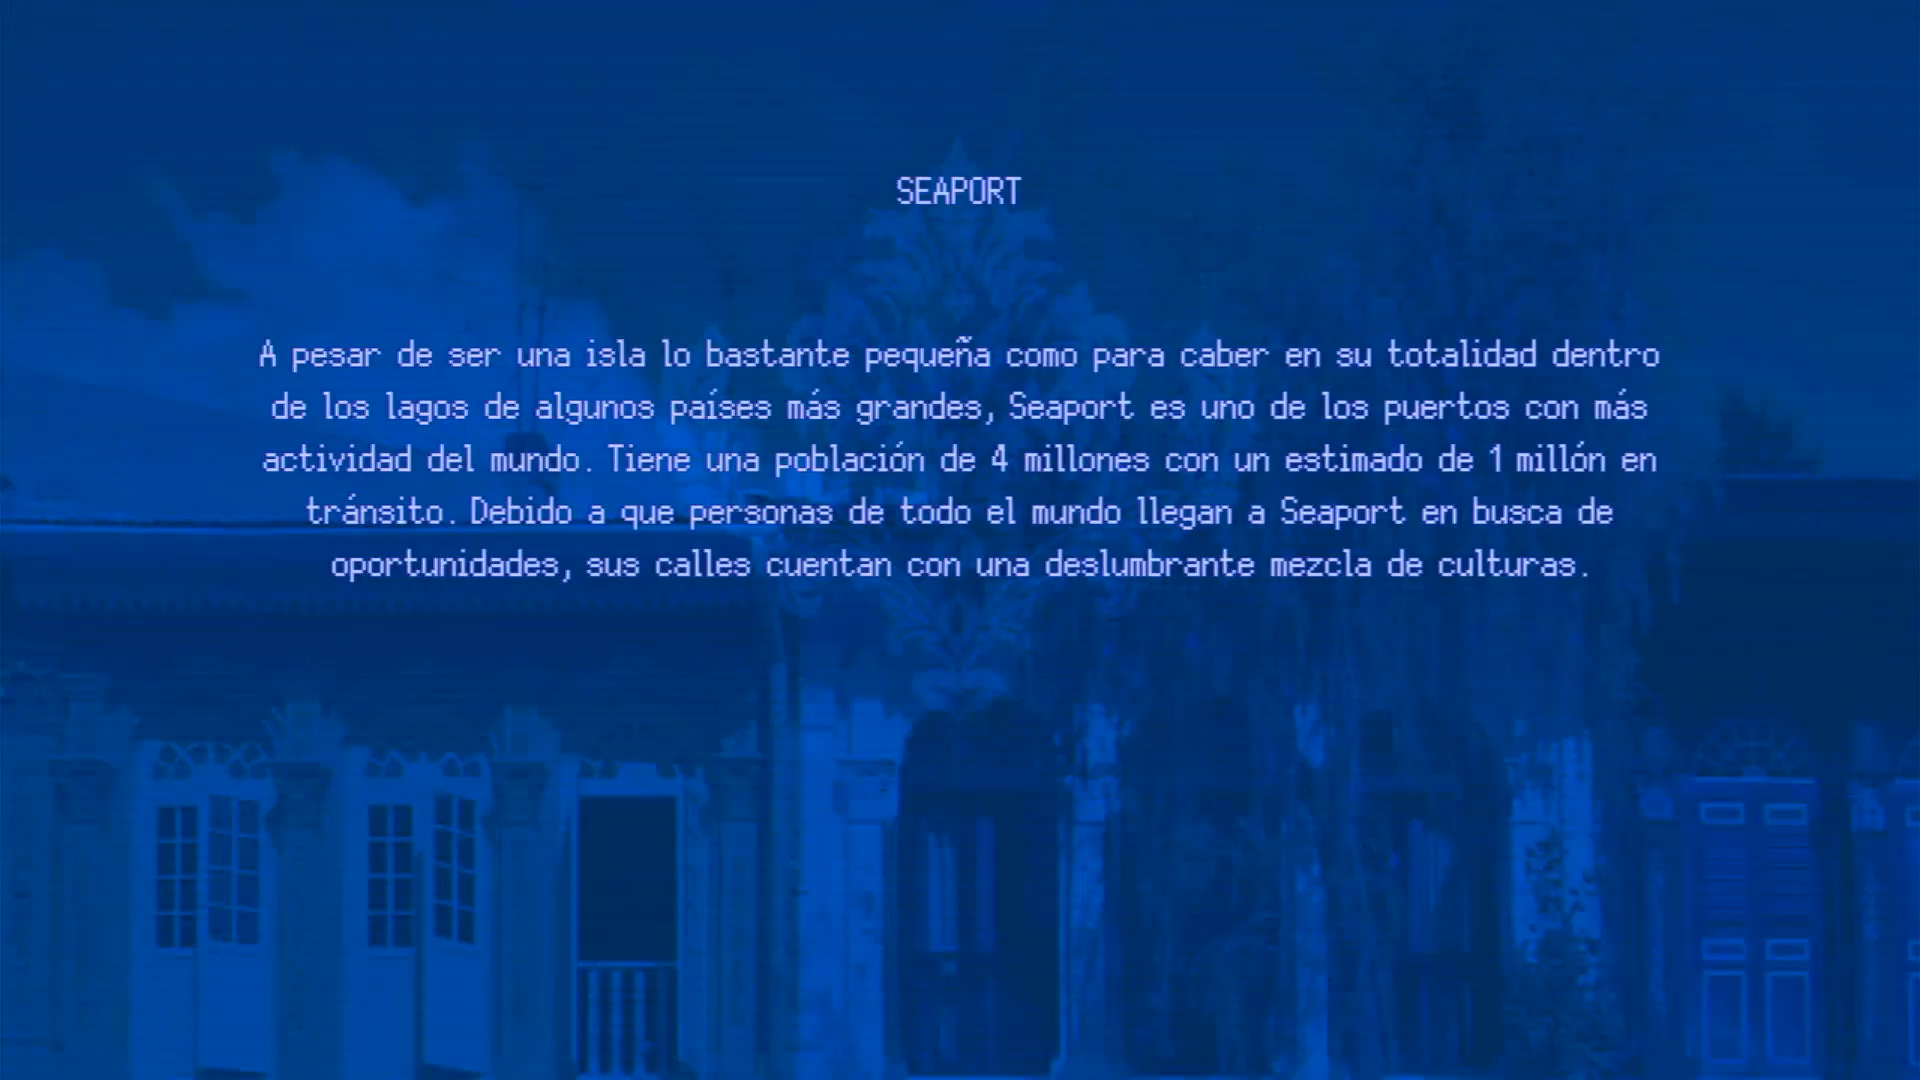 SEAPORT
A pesar de ser una isla lo bastante pequeña como para caber en su totalidad dentro
de los lagos de algunos países más grandes, Seaport es uno de los puertos con más
actividad del mundo. Tiene una población de 4 millones con un estimado de 1 millón en
tránsito. Debido a que personas de todo el mundo llegan a Seaport en busca de
oportunidades, sus calles cuentan con una deslumbrante mezcla de culturas.